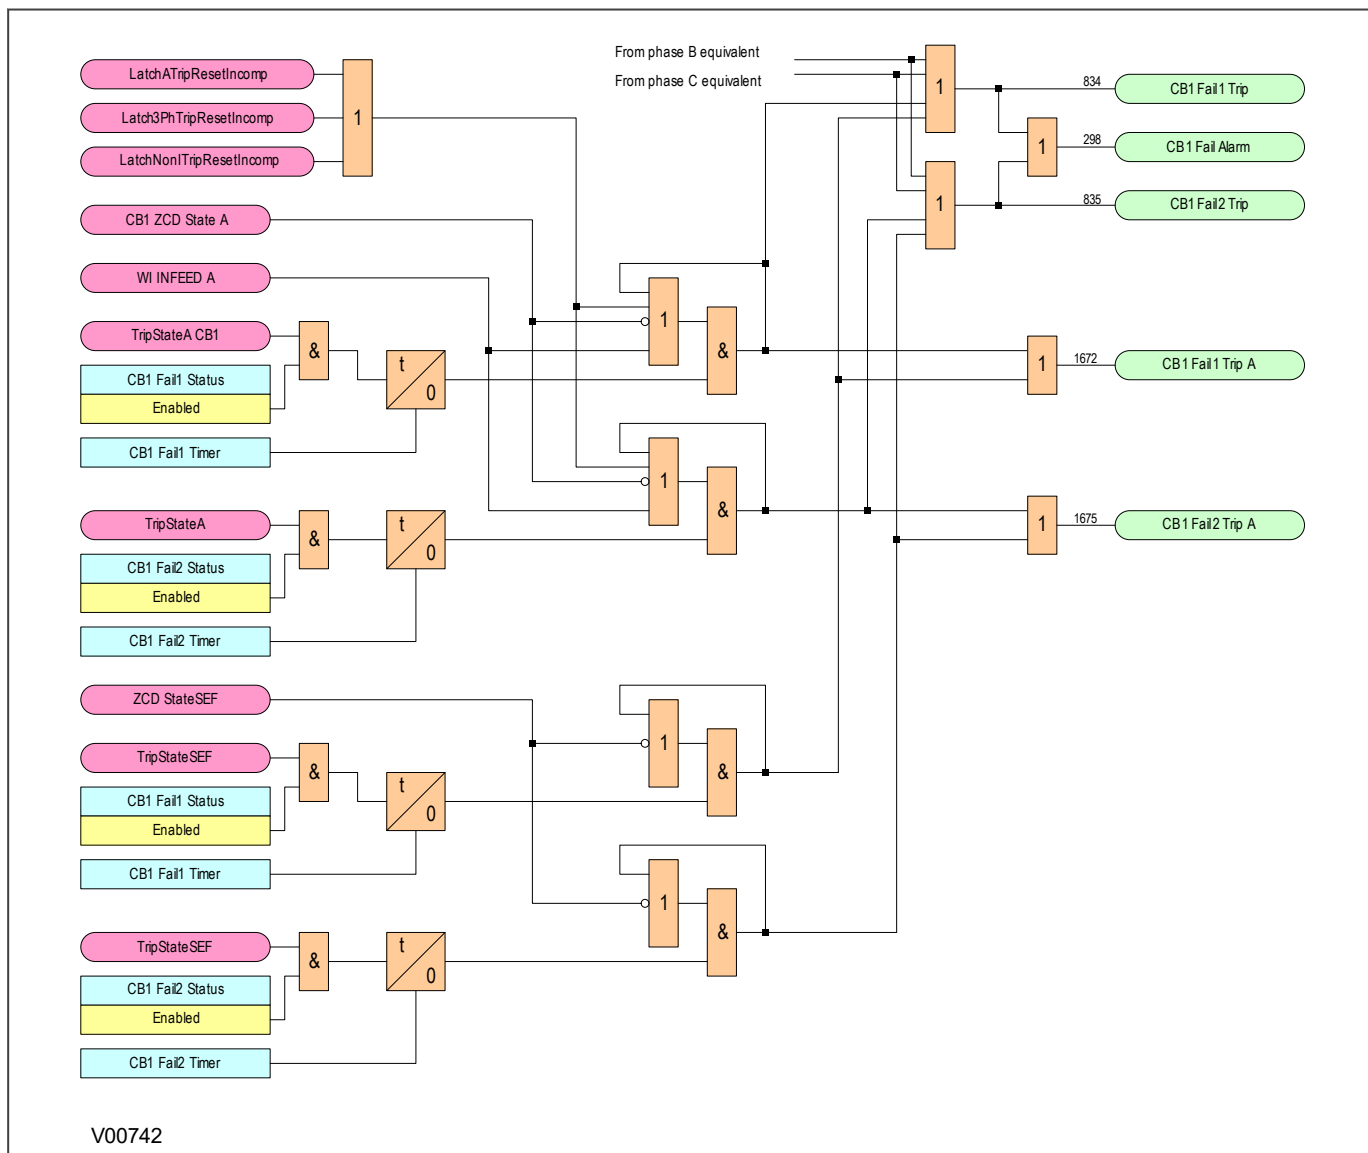 From phase B equivalent
From phase C equivalent
LatchATripResetIncomp
Latch3PhTripResetIncomp
LatchNonITripResetIncomp
1
1
834
CB1 Fail1 Trip
1
298
CB1 Fail Alarm
1
835
CB1 Fail2 Trip
CB1 ZCD State A
WI INFEED A
TripStateA CB1
CB1 Fail1 Status
Enabled
CB1 Fail1 Timer
&
t
0
1
&
1
1672
CB1 Fail1 Trip A
TripStateA
CB1 Fail2 Status
Enabled
CB1 Fail2 Timer
&
t
0
1
&
1
1675
CB1 Fail2 Trip A
ZCD StateSEF
TripStateSEF
CB1 Fail1 Status
Enabled
CB1 Fail1 Timer
&
t
0
1
&
TripStateSEF
CB1 Fail2 Status
Enabled
CB1 Fail2 Timer
&
t
0
1
&
V00742